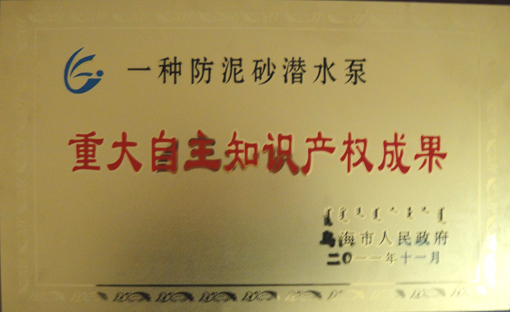 一种防泥砂潜水泵
重大自主知识产权成果
乌海市人民政府
二〇一一年十一月